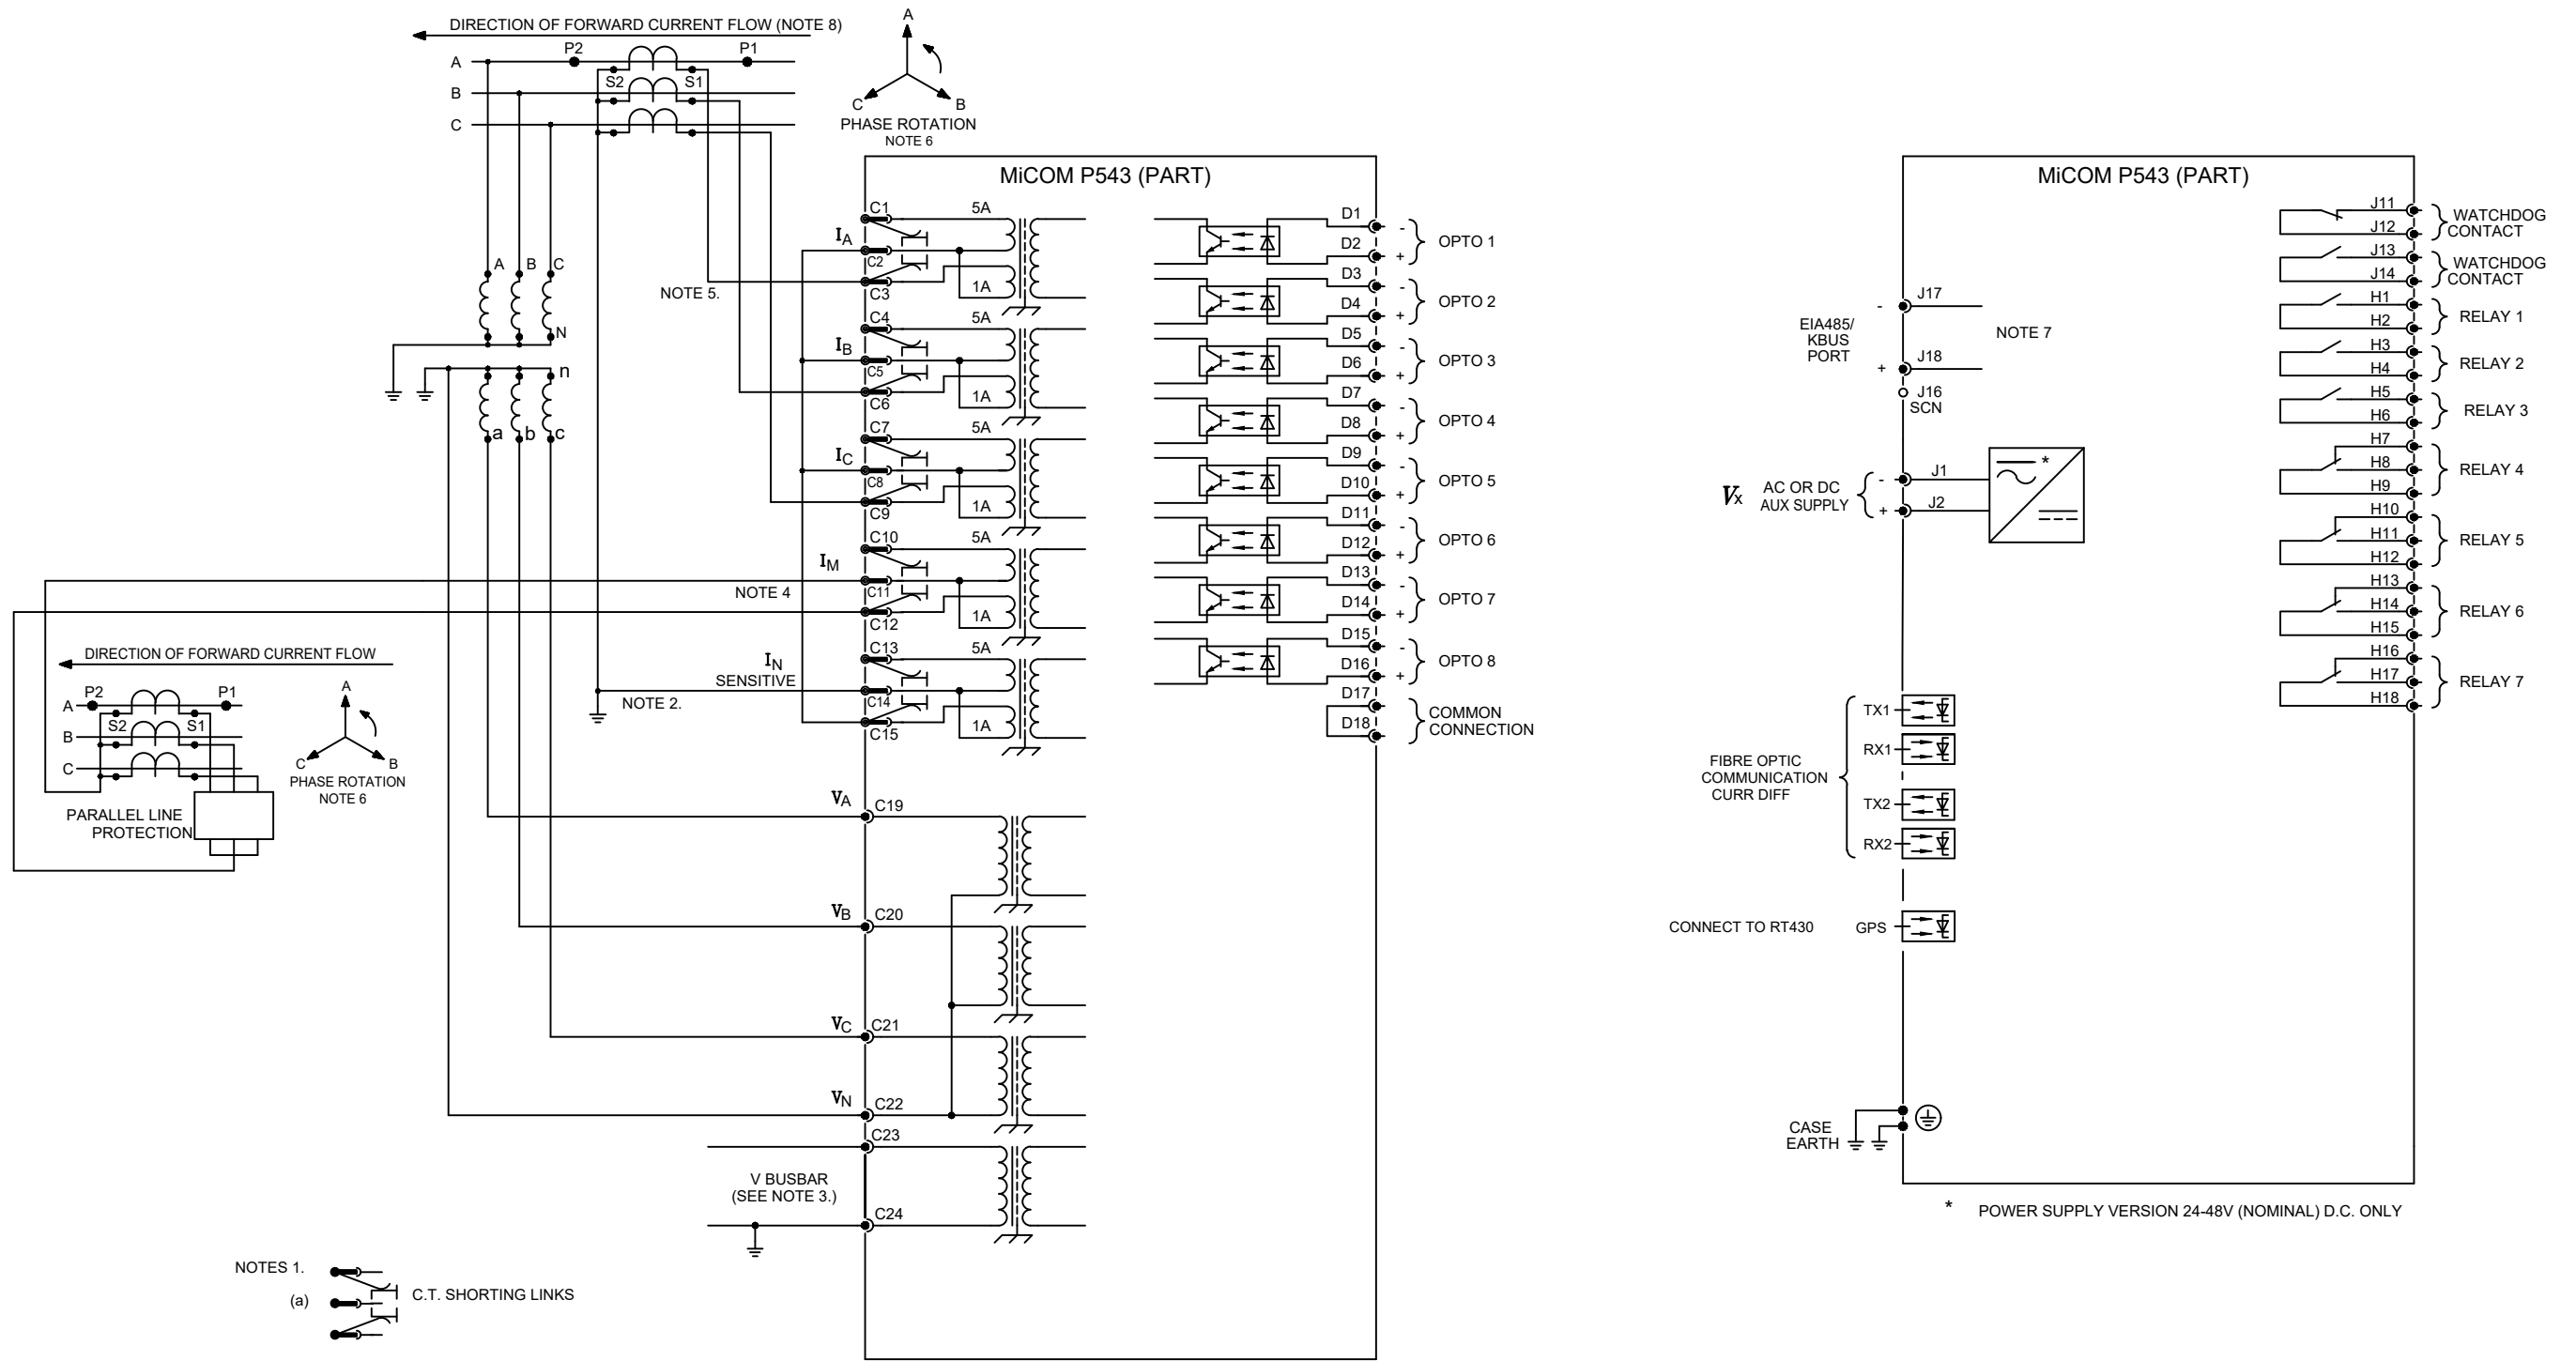 DIRECTION OF FORWARD CURRENT FLOW (NOTE 8)
A
P2
P1
A
S2
S1
B
C
C
B
PHASE ROTATION
NOTE 6
A
B
C
N
n
a
b
c
NOTE 5.
NOTE 4
NOTE 2.
DIRECTION OF FORWARD CURRENT FLOW
A
P2
P1
S2
S1
B
C
A
C
B
PHASE ROTATION
NOTE 6
PARALLEL LINE
PROTECTION
MiCOM P543 (PART)
C1
5A
IA
C2
C3
1A
C4
5A
IB
C5
C6
1A
C7
5A
IC
C8
C9
1A
C10
5A
IM
C11
C12
1A
C13
5A
IN
SENSITIVE
C14
C15
1A
VA
C19
VB
C20
VC
C21
VN
C22
C23
V BUSBAR
(SEE NOTE 3.)
C24
D1
-
D2
+
OPTO 1
D3
-
D4
+
OPTO 2
D5
-
D6
+
OPTO 3
D7
-
D8
+
OPTO 4
D9
-
D10
+
OPTO 5
D11
-
D12
+
OPTO 6
D13
-
D14
+
OPTO 7
D15
-
D16
+
OPTO 8
D17
D18
COMMON
CONNECTION
NOTES 1.
(a)
C.T. SHORTING LINKS
MiCOM P543 (PART)
- J17
EIA485/
KBUS
PORT
NOTE 7
+ J18
J16
SCN
Vx
AC OR DC
AUX SUPPLY
- J1
+ J2
*
FIBRE OPTIC
COMMUNICATION
CURR DIFF
TX1
RX1
TX2
RX2
CONNECT TO RT430
GPS
CASE
EARTH
J11
J12
WATCHDOG
CONTACT
J13
J14
WATCHDOG
CONTACT
H1
H2
RELAY 1
H3
H4
RELAY 2
H5
H6
RELAY 3
H7
H8
H9
RELAY 4
H10
H11
H12
RELAY 5
H13
H14
H15
RELAY 6
H16
H17
H18
RELAY 7
* POWER SUPPLY VERSION 24-48V (NOMINAL) D.C. ONLY